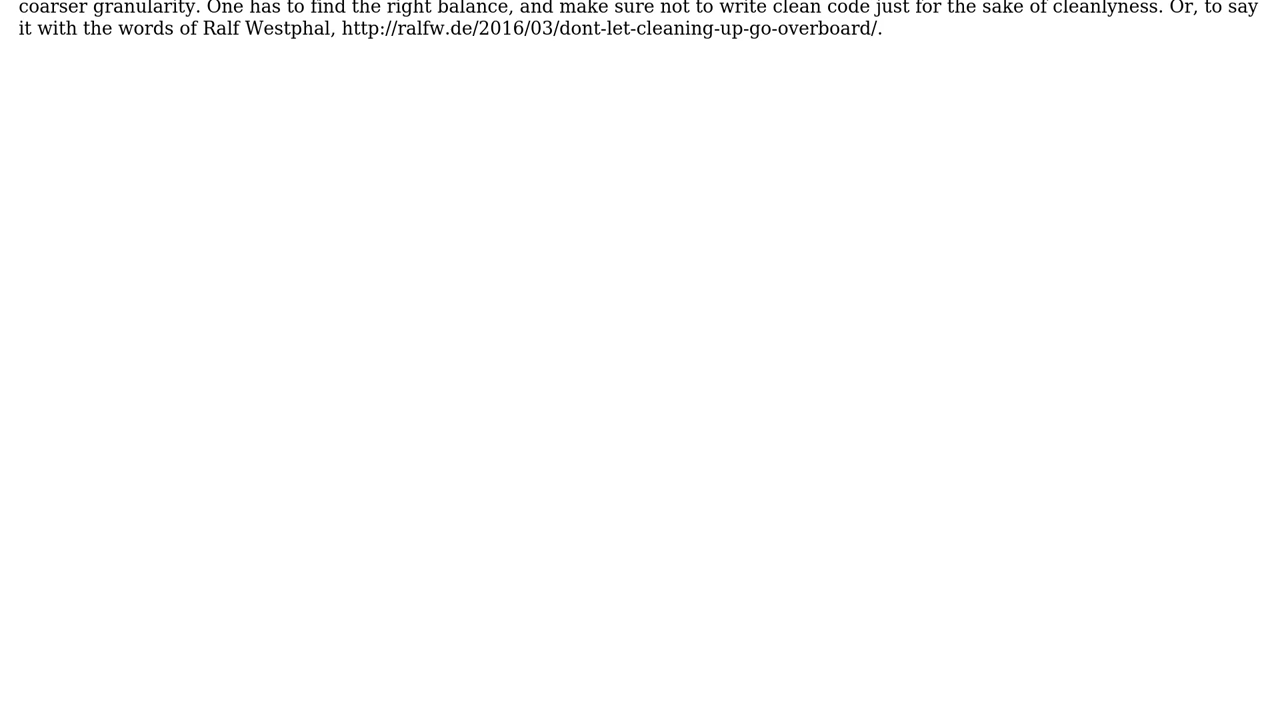 coarser granularity. One has to find the right balance, and make sure not to write clean code just for the sake of cleanlyness. Or, to say
it with the words of Ralf Westphal, http://ralfw.de/2016/03/dont-let-cleaning-up-go-overboard/.